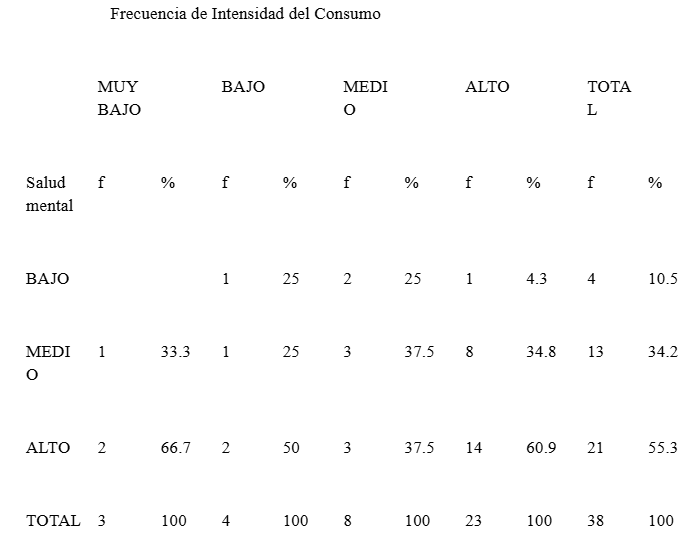 Frecuencia de Intensidad del Consumo
MUY BAJO BAJO MEDI O ALTO TOTA L
Salud mental f % f % f % f % f %
BAJO 1 25 2 25 1 4.3 4 10.5
MEDI O 1 33.3 1 25 3 37.5 8 34.8 13 34.2
ALTO 2 66.7 2 50 3 37.5 14 60.9 21 55.3
TOTAL 3 100 4 100 8 100 23 100 38 100